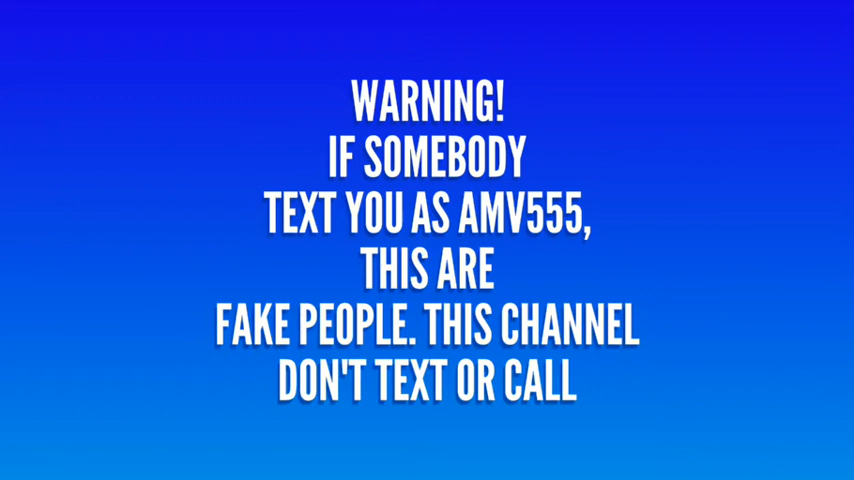 WARNING!
IF SOMEBODY
TEXT YOU AS AMV555,
THIS ARE
FAKE PEOPLE. THIS CHANNEL
DON'T TEXT OR CALL